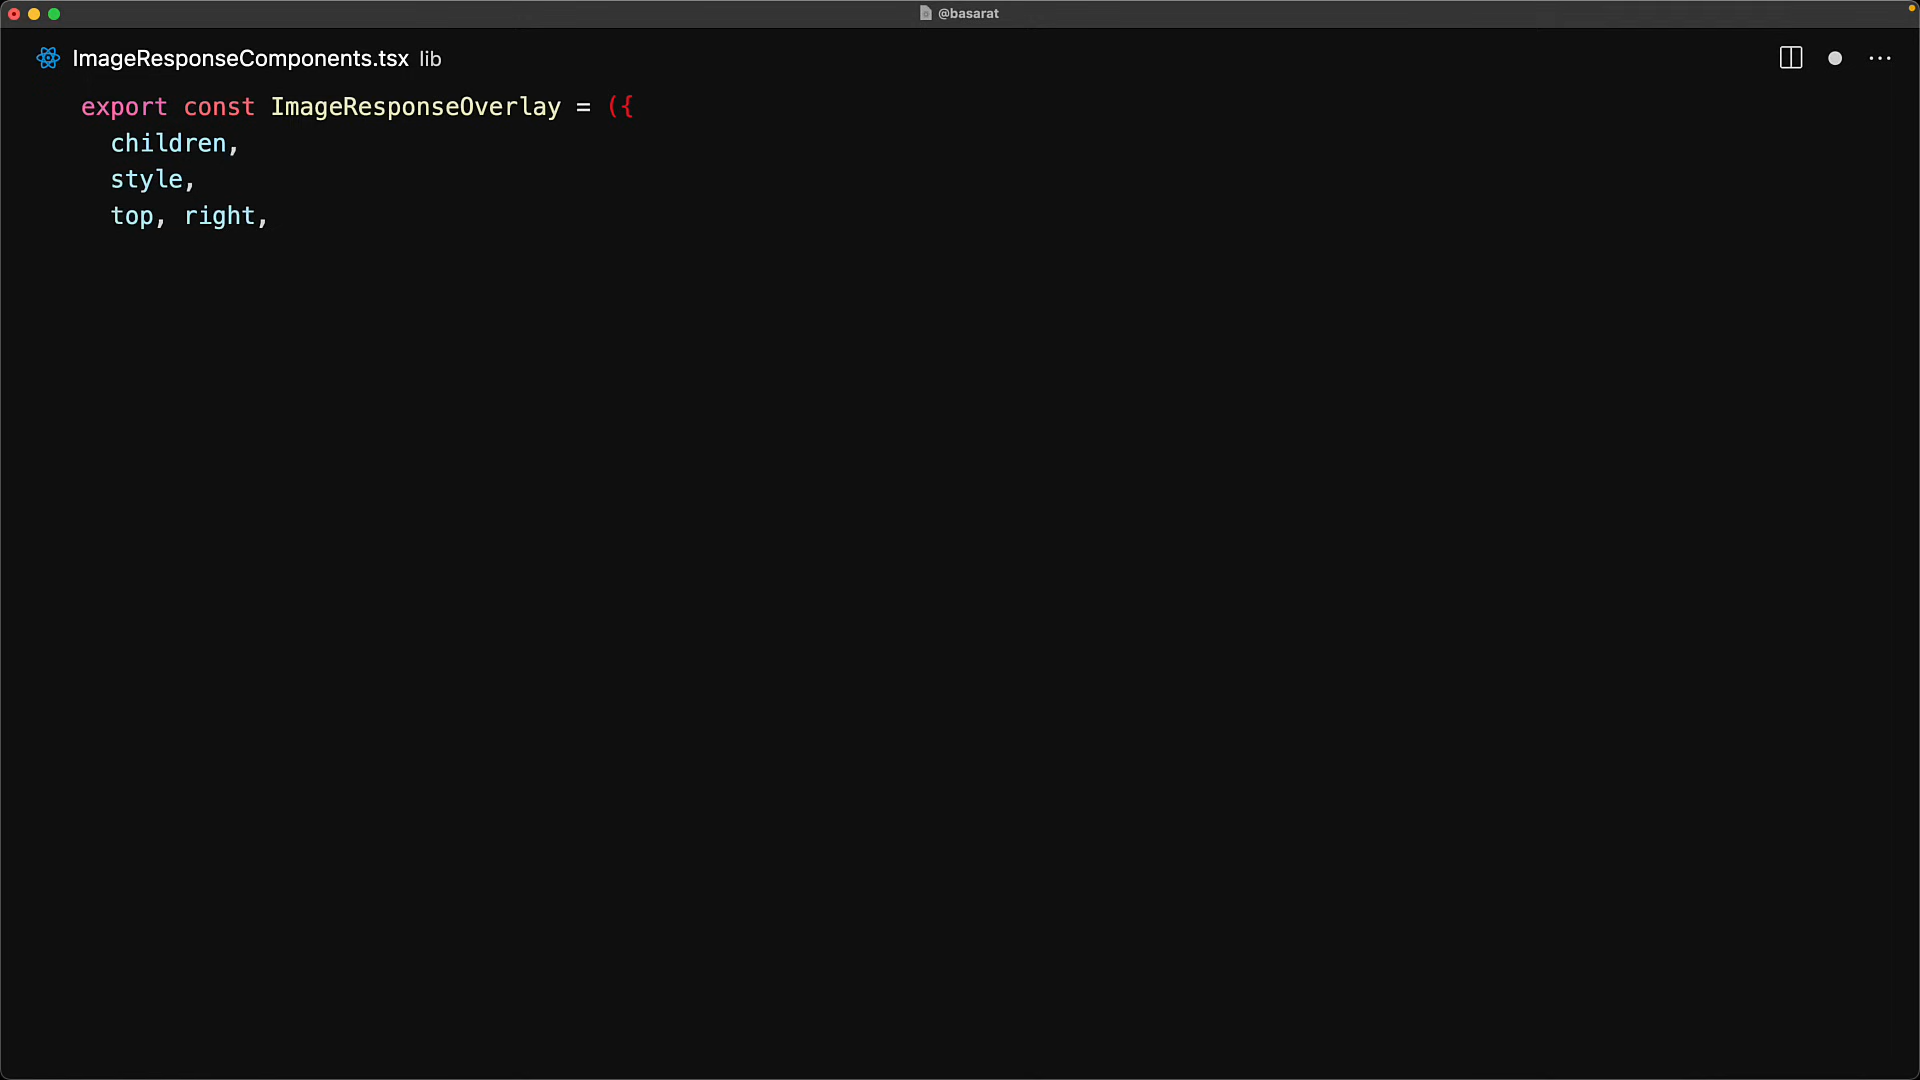 @basarat
ImageResponseComponents.tsx lib
export const ImageResponseOverlay = ({
children,
style,
top, right,